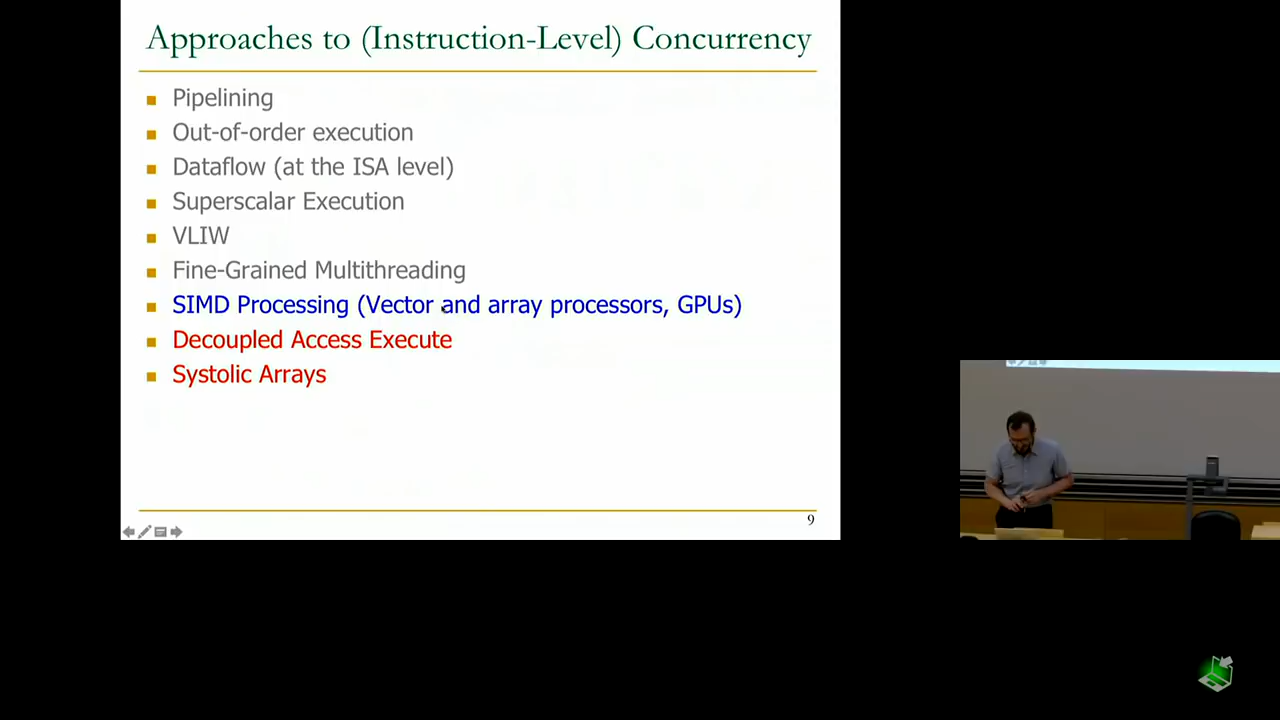 Approaches to (Instruction-Level) Concurrency
Pipelining
Out-of-order execution
Dataflow (at the ISA level)
Superscalar Execution
VLIW
Fine-Grained Multithreading
SIMD Processing (Vector and array processors, GPUs)
Decoupled Access Execute
Systolic Arrays
9